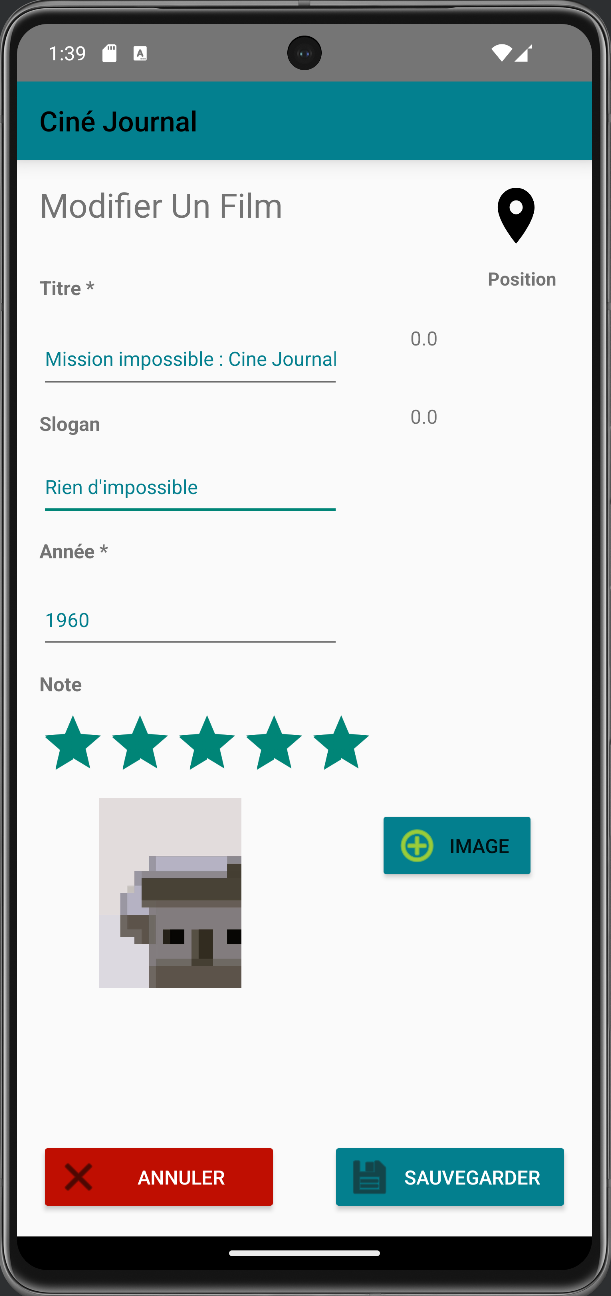 1:39
Ciné Journal
Modifier Un Film
Position
Titre *
0.0
Mission impossible : Cine Journal
0.0
Slogan
Rien d'impossible
Année *
1960
Note
IMAGE
ANNULER
SAUVEGARDER